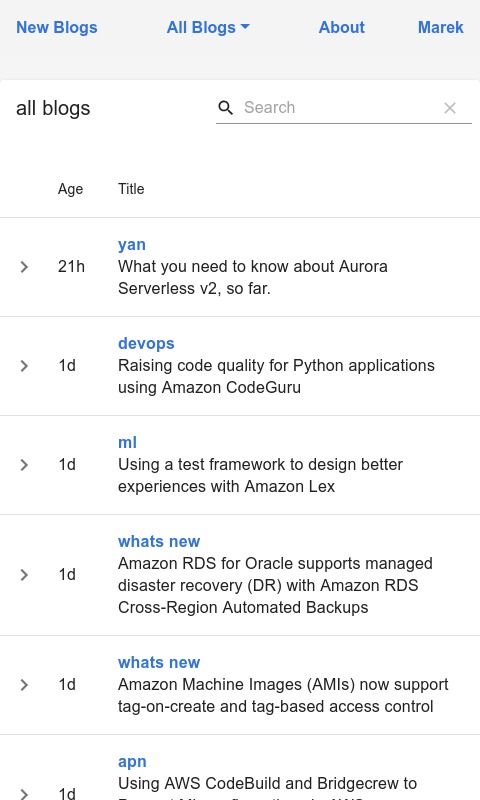 New Blogs All Blogs About Marek
all blogs
Search
Age Title
yan
21h What you need to know about Aurora
Serverless v2, so far.
devops
1d Raising code quality for Python applications
using Amazon CodeGuru
ml
1d Using a test framework to design better
experiences with Amazon Lex
whats new
Amazon RDS for Oracle supports managed
1d disaster recovery (DR) with Amazon RDS
Cross-Region Automated Backups
whats new
1d Amazon Machine Images (AMIs) now support
tag-on-create and tag-based access control
apn
1d Using AWS CodeBuild and Bridgecrew to